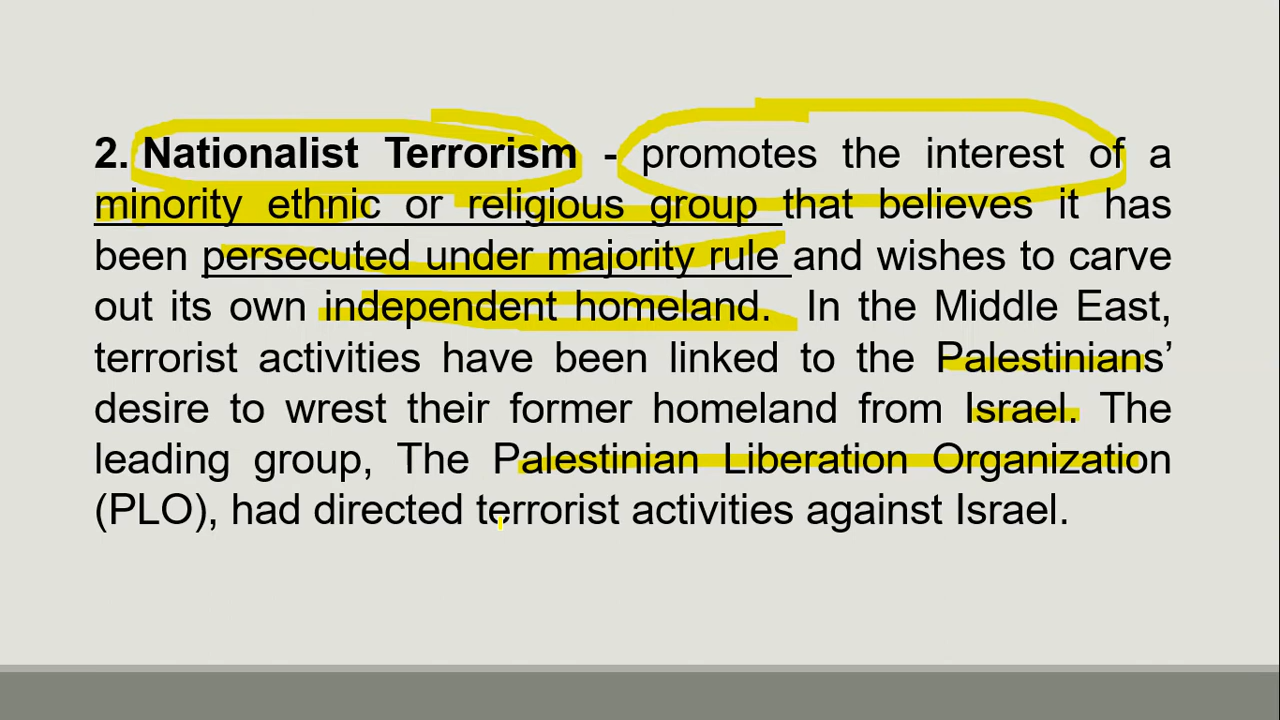 2. Nationalist Terrorism - promotes the interest of a
minority ethnic or religious group that believes it has
been persecuted under majority rule and wishes to carve
out its own independent homeland. In the Middle East,
terrorist activities have been linked to the Palestinians’
desire to wrest their former homeland from Israel. The
leading group, The Palestinian Liberation Organization
(PLO), had directed terrorist activities against Israel.